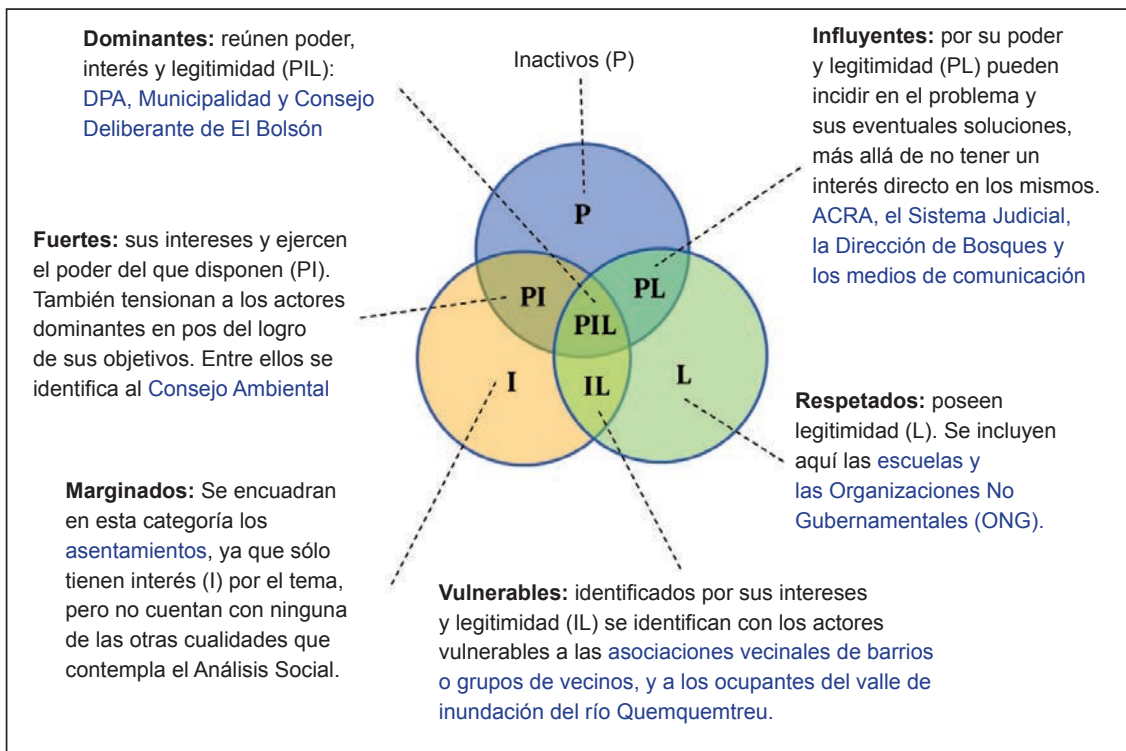 Dominantes: reúnen poder,
interés y legitimidad (PIL):
DPA, Municipalidad y Consejo
Deliberante de El Bolsón
Inactivos (P)
Influyentes: por su poder
y legitimidad (PL) pueden
incidir en el problema y
sus eventuales soluciones,
más allá de no tener un
interés directo en los mismos.
ACRA, el Sistema Judicial,
la Dirección de Bosques y
los medios de comunicación
Fuertes: sus intereses y ejercen
el poder del que disponen (PI).
También tensionan a los actores
dominantes en pos del logro
de sus objetivos. Entre ellos se
identifica al Consejo Ambiental
P
PI
PL
PIL
I
IL
L
Respetados: poseen
legitimidad (L). Se incluyen
aquí las escuelas y
las Organizaciones No
Gubernamentales (ONG).
Marginados: Se encuadran
en esta categoría los
asentamientos, ya que sólo
tienen interés (I) por el tema,
pero no cuentan con ninguna
de las otras cualidades que
contempla el Análisis Social.
Vulnerables: identificados por sus intereses
y legitimidad (IL) se identifican con los actores
vulnerables a las asociaciones vecinales de barrios
o grupos de vecinos, y a los ocupantes del valle de
inundación del río Quemquemtreu.